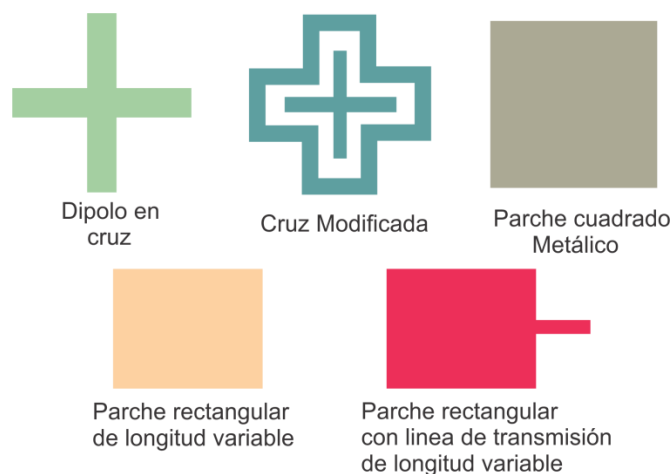 Dipolo en
cruz
Cruz Modificada
Parche cuadrado
Metálico
Parche rectangular
de longitud variable
Parche rectangular
con linea de transmisión
de longitud variable